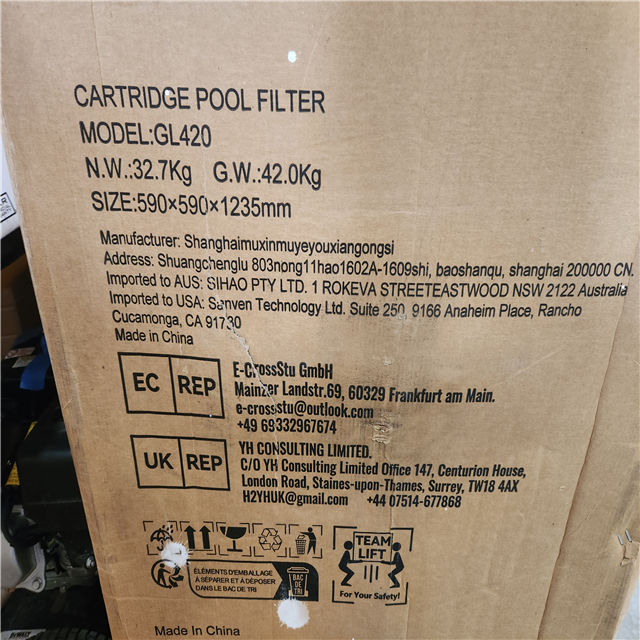 CARTRIDGE POOL FILTER
MODEL:GL420
N.W.:32.7Kg G.W.:42.0Kg
SIZE:590×590×1235mm
Manufacturer: Shanghaimuxinmuyeyouxiangongsi
Address: Shuangchenglu 803nong11hao1602A-1609shi, baoshanqu, shanghai 200000 CN.
Imported to AUS: SIHAO PTY LTD. 1 ROKEVA STREETEASTWOOD NSW 2122 Australia
Imported to USA: Sanven Technology Ltd. Suite 250, 9166 Anaheim Place, Rancho
Cucamonga, CA 91730
Made in China
EC REP
E-CrossStu GmbH
Mainzer Landstr.69, 60329 Frankfurt am Main.
e-crossstu@outlook.com
+49 69332967674
UK REP
YH CONSULTING LIMITED.
C/O YH Consulting Limited Office 147, Centurion House,
London Road, Staines-upon-Thames, Surrey, TW18 4AX
H2YHUK@gmail.com +44 07514-677868
ÉLÉMENTS D'EMBALLAGE
À SÉPARER ET À DÉPOSER
DANS LE BAC DE TRI
BAC
DE
TRI
TEAM
LIFT
For Your Safety!
Made In China
DEWALT